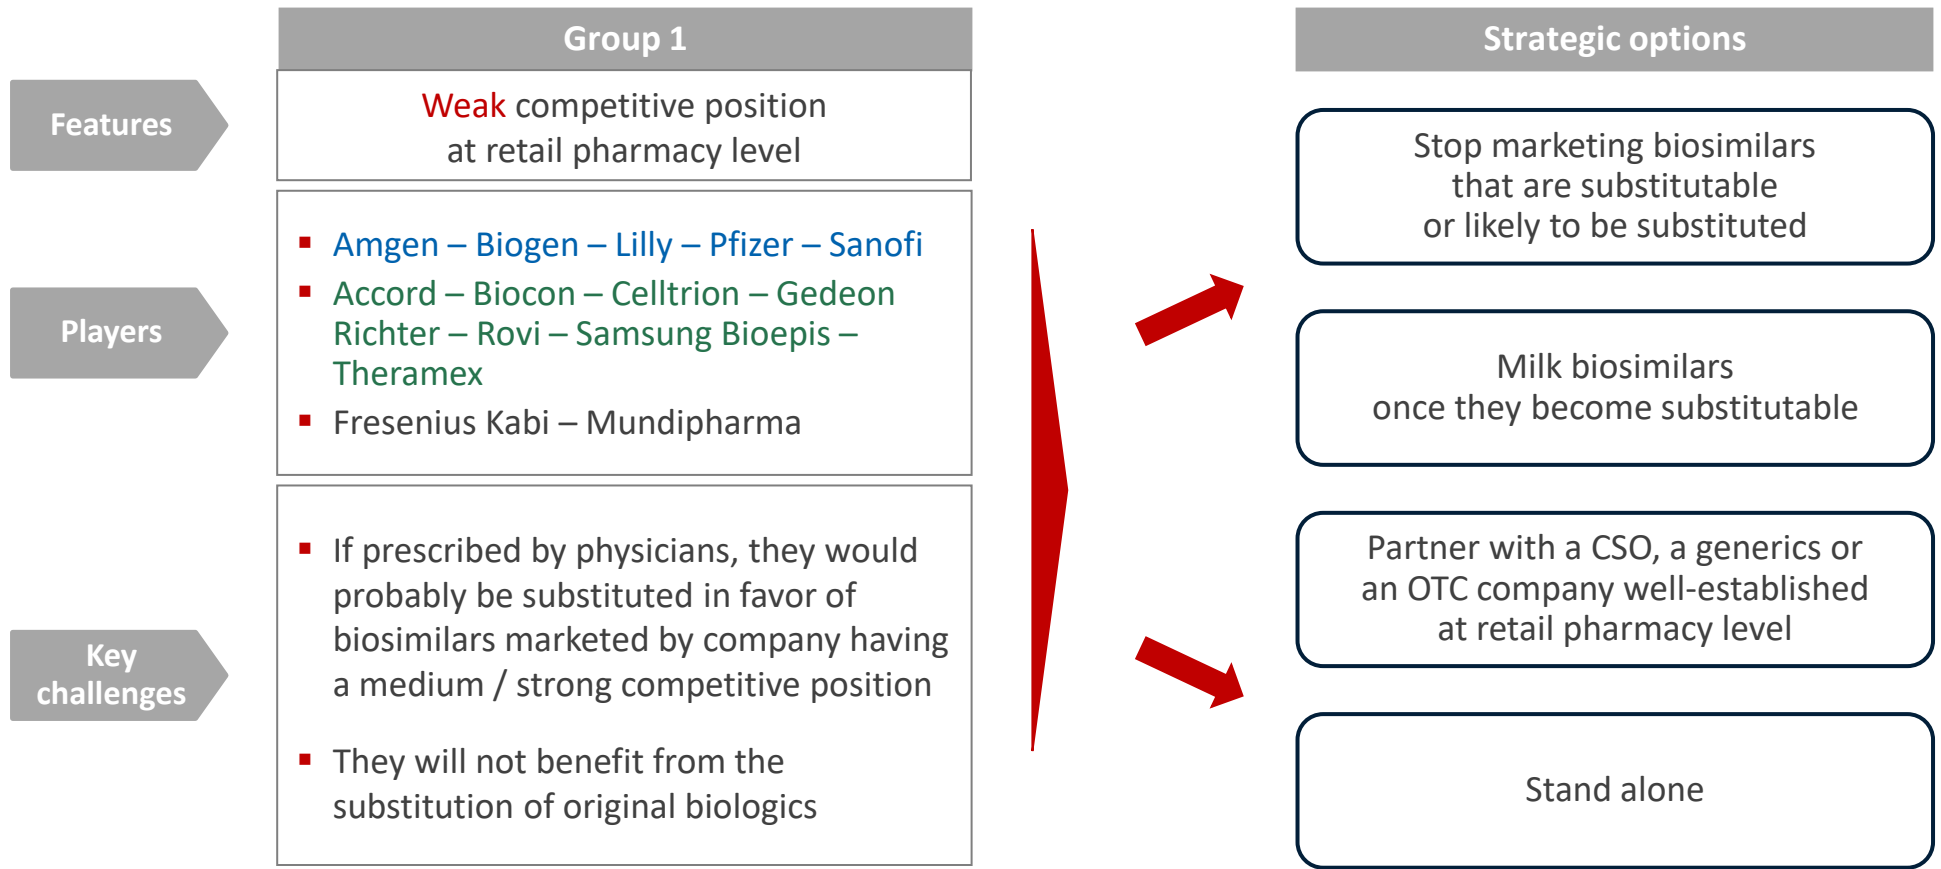 Group 1
Strategic options
Features
Weak competitive position
at retail pharmacy level
Players
▪ Amgen – Biogen – Lilly – Pfizer – Sanofi
▪ Accord – Biocon – Celltrion – Gedeon
Richter – Rovi – Samsung Bioepis –
Theramex
▪ Fresenius Kabi – Mundipharma
Key
challenges
▪ If prescribed by physicians, they would
probably be substituted in favor of
biosimilars marketed by company having
a medium / strong competitive position
▪ They will not benefit from the
substitution of original biologics
Stop marketing biosimilars
that are substitutable
or likely to be substituted
Milk biosimilars
once they become substitutable
Partner with a CSO, a generics or
an OTC company well-established
at retail pharmacy level
Stand alone